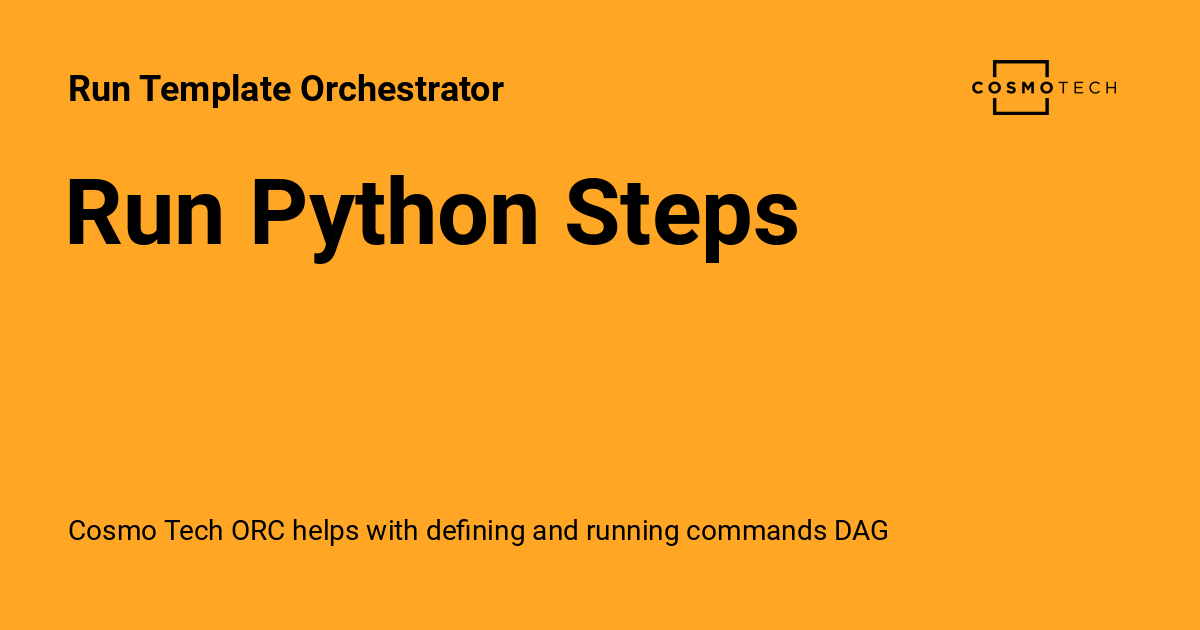 Run Template Orchestrator
COSMOTECH
Run Python Steps
Cosmo Tech ORC helps with defining and running commands DAG